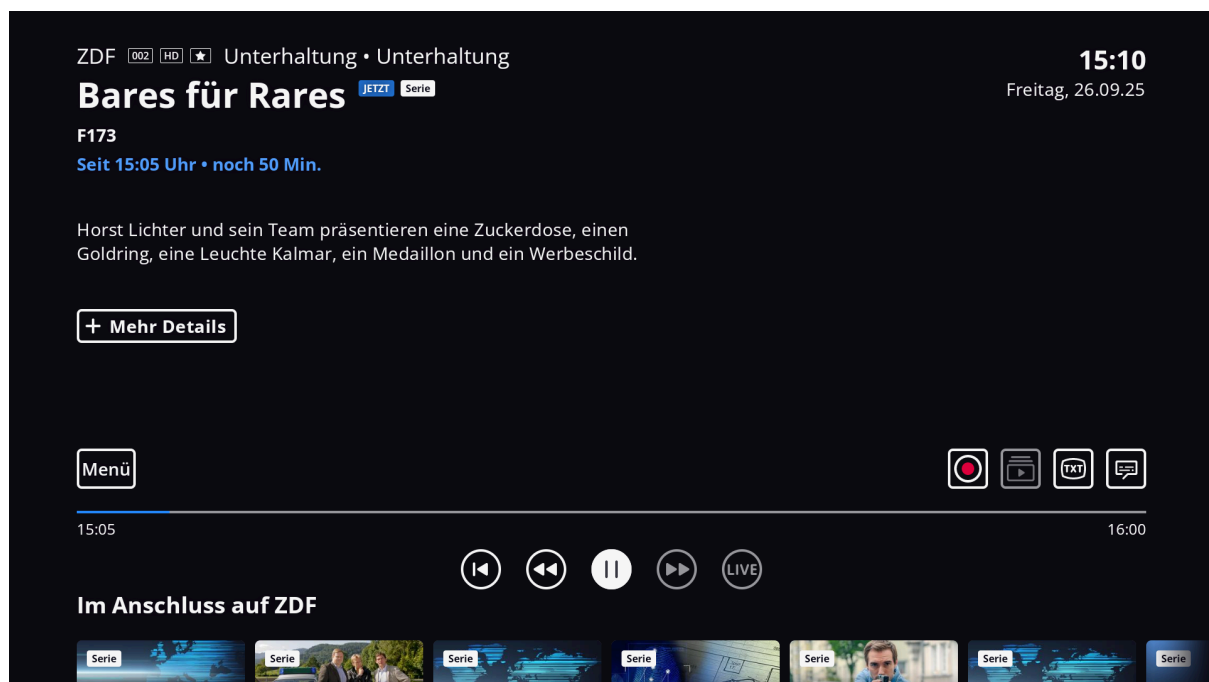 ZDF 002 HD Unterhaltung • Unterhaltung
15:10
Bares für Rares JETZT Serie
Freitag, 26.09.25
F173
Seit 15:05 Uhr • noch 50 Min.
Horst Lichter und sein Team präsentieren eine Zuckerdose, einen
Goldring, eine Leuchte Kalmar, ein Medaillon und ein Werbeschild.
+ Mehr Details
Menü
TXT
15:05
16:00
LIVE
Im Anschluss auf ZDF
Serie Serie Serie Serie Serie Serie Serie